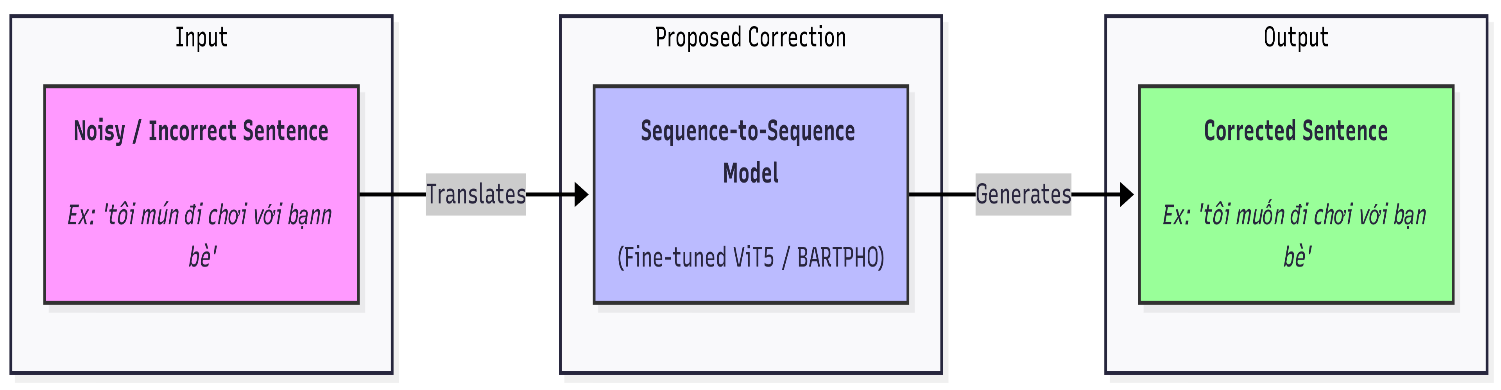 Input
Noisy / Incorrect Sentence
Ex: 'tôi mún đi chơi với bạnn
bè'
Translates
Proposed Correction
Sequence-to-Sequence
Model
(Fine-tuned ViT5 / BARTPHO)
Generates
Output
Corrected Sentence
Ex: 'tôi muốn đi chơi với bạn
bè'